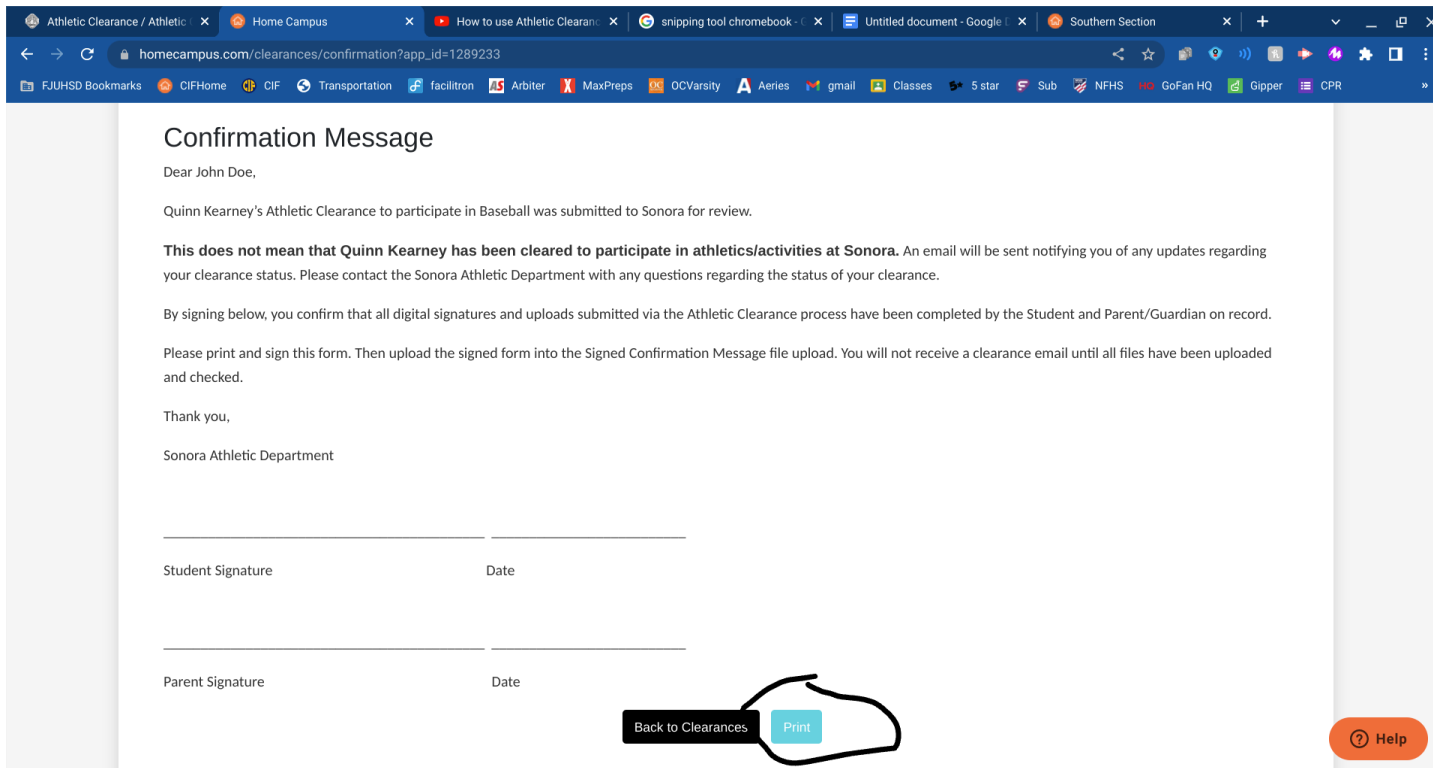 Athletic Clearance / Athletic
Home Campus
How to use Athletic Clearanc
snipping tool chromebook -
Untitled document - Google
Southern Section
homecampus.com/clearances/confirmation?app_id=1289233
FJUHSD Bookmarks
CIFHome
CIF
Transportation
facilitron
Arbiter
MaxPreps
OCVarsity
Aeries
gmail
Classes
5 star
Sub
NFHS
HQ GoFan HQ
Gipper
CPR
Confirmation Message
Dear John Doe,
Quinn Kearney’s Athletic Clearance to participate in Baseball was submitted to Sonora for review.
This does not mean that Quinn Kearney has been cleared to participate in athletics/activities at Sonora. An email will be sent notifying you of any updates regarding
your clearance status. Please contact the Sonora Athletic Department with any questions regarding the status of your clearance.
By signing below, you confirm that all digital signatures and uploads submitted via the Athletic Clearance process have been completed by the Student and Parent/Guardian on record.
Please print and sign this form. Then upload the signed form into the Signed Confirmation Message file upload. You will not receive a clearance email until all files have been uploaded
and checked.
Thank you,
Sonora Athletic Department
Student Signature Date
Parent Signature Date
Back to Clearances Print
Help